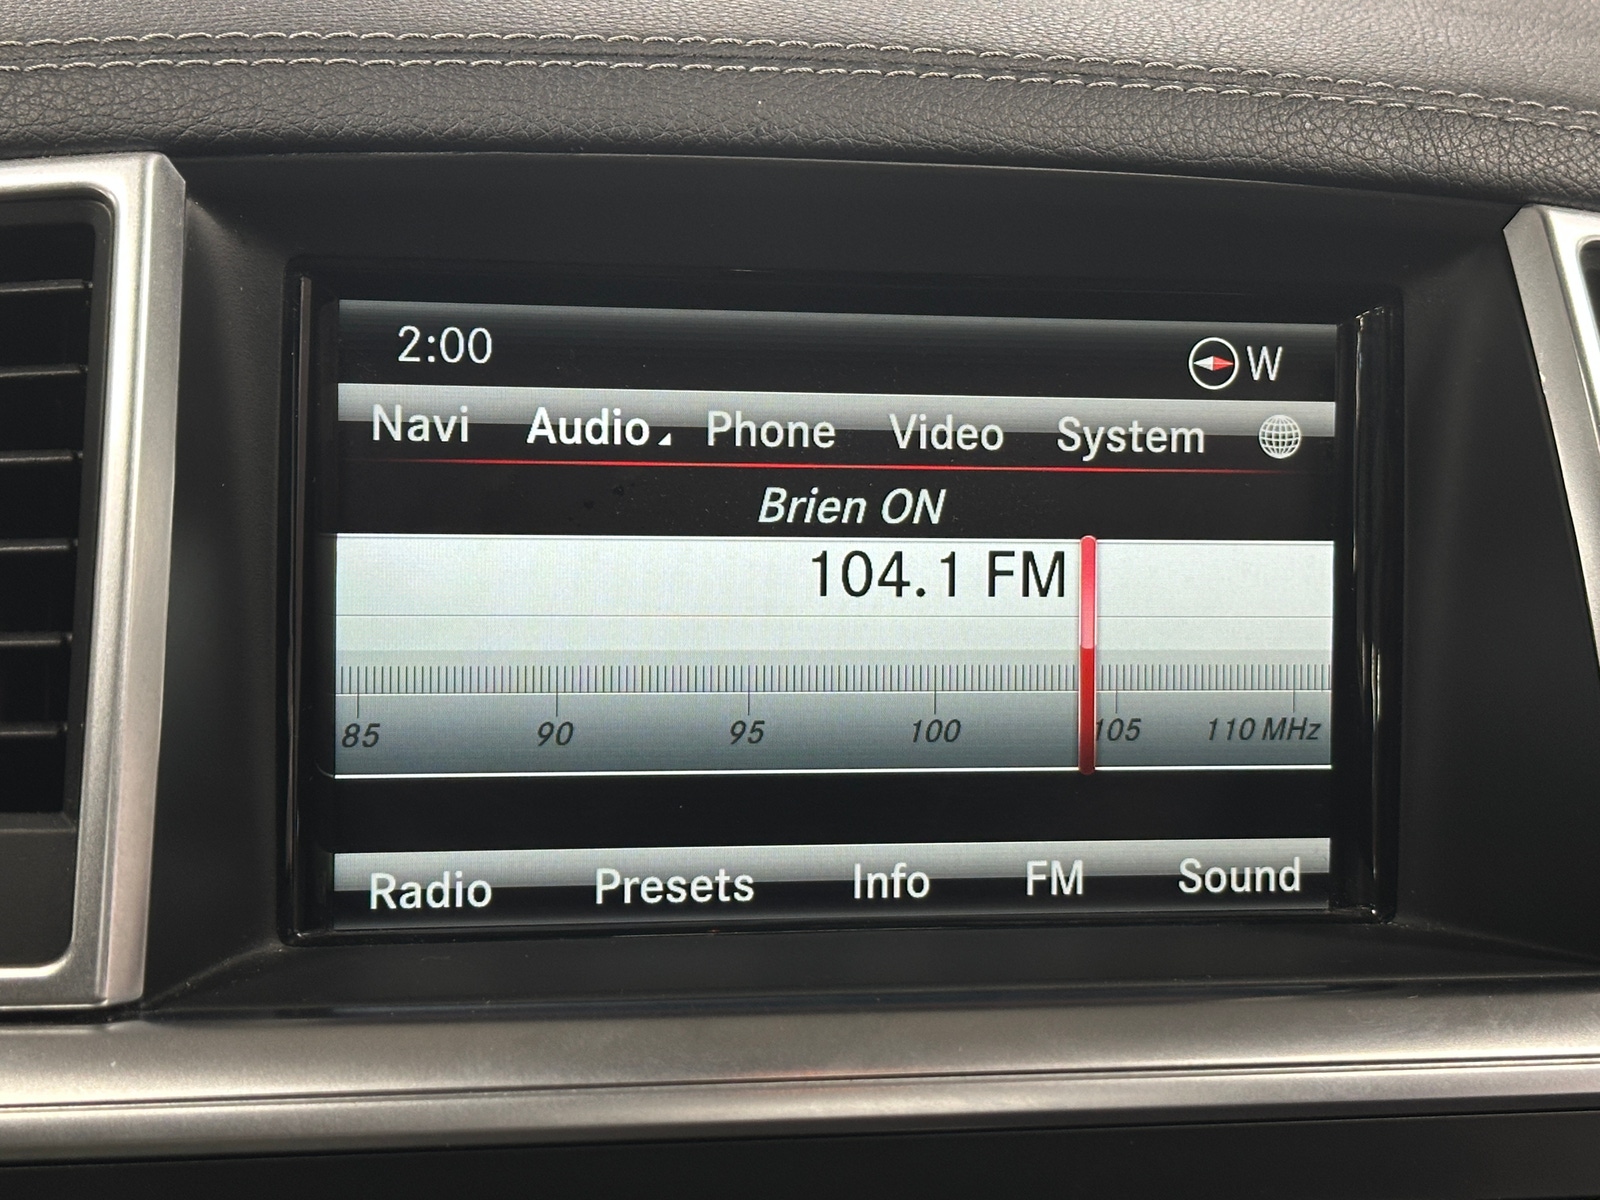 2:00 W
Navi Audio Phone Video System
Brien ON
104.1 FM
85 90 95 100 105 110 MHz
Radio Presets Info FM Sound